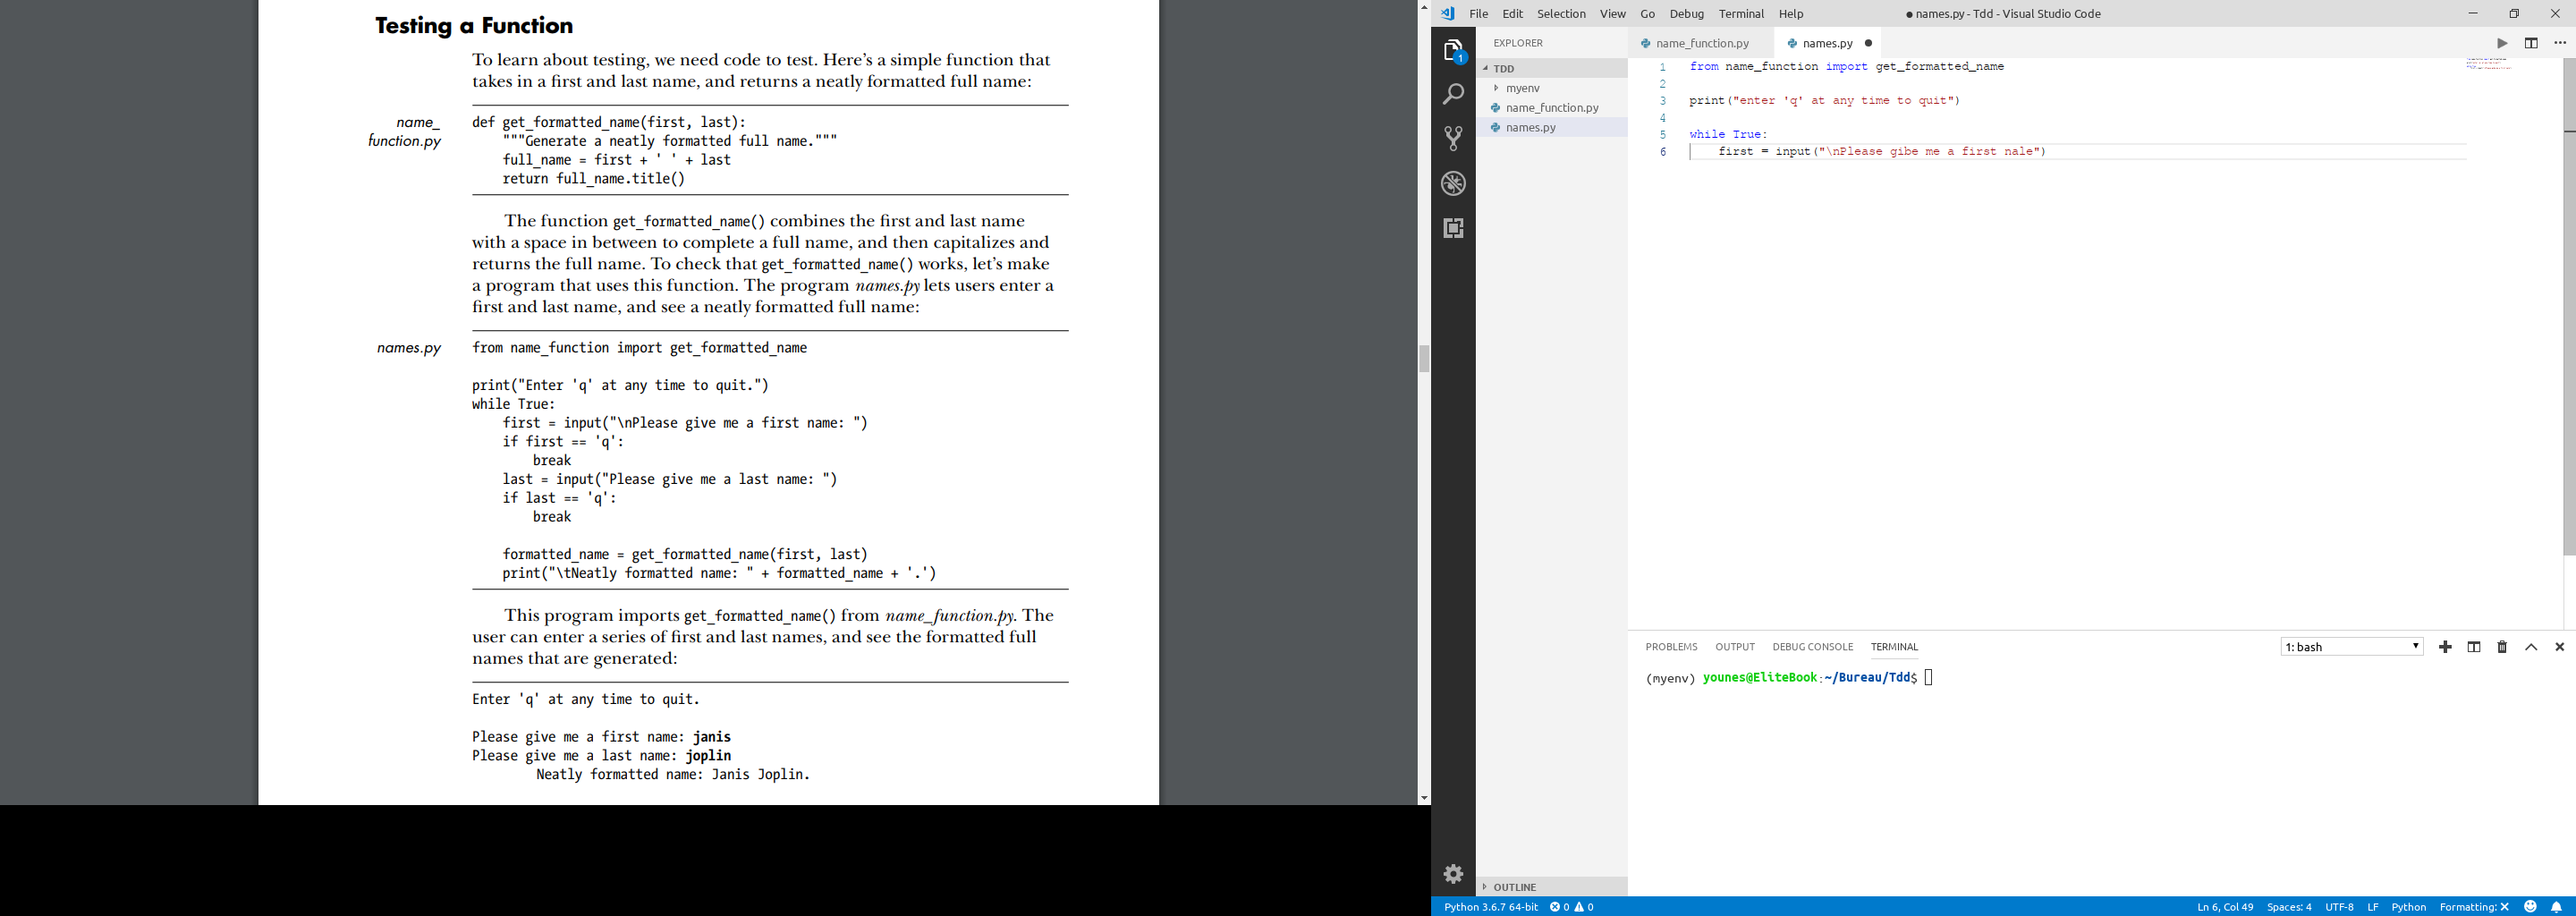 Testing a Function
To learn about testing, we need code to test. Here's a simple function that
takes in a first and last name, and returns a neatly formatted full name:
name_
function.py
def get_formatted_name(first, last):
    """Generate a neatly formatted full name."""
    full_name = first + ' ' + last
    return full_name.title()
The function get_formatted_name() combines the first and last name
with a space in between to complete a full name, and then capitalizes and
returns the full name. To check that get_formatted_name() works, let's make
a program that uses this function. The program names.py lets users enter a
first and last name, and see a neatly formatted full name:
names.py
from name_function import get_formatted_name
print("Enter 'q' at any time to quit.")
while True:
    first = input("\nPlease give me a first name: ")
    if first == 'q':
        break
    last = input("Please give me a last name: ")
    if last == 'q':
        break
    formatted_name = get_formatted_name(first, last)
    print("\tNeatly formatted name: " + formatted_name + '.')
This program imports get_formatted_name() from name_function.py. The
user can enter a series of first and last names, and see the formatted full
names that are generated:
Enter 'q' at any time to quit.
Please give me a first name: janis
Please give me a last name: joplin
        Neatly formatted name: Janis Joplin.
File Edit Selection View Go Debug Terminal Help
● names.py - Tdd - Visual Studio Code
1
EXPLORER
TDD
myenv
name_function.py
names.py
OUTLINE
name_function.py
names.py
1 from name_function import get_formatted_name
2
3 print("enter 'q' at any time to quit")
4
5 while True:
6     first = input("\nPlease gibe me a first nale")
PROBLEMS OUTPUT DEBUG CONSOLE TERMINAL
1: bash
(myenv) younes@EliteBook:~/Bureau/Tdd$
Python 3.6.7 64-bit 0 0
Ln 6, Col 49 Spaces: 4 UTF-8 LF Python Formatting: ✕